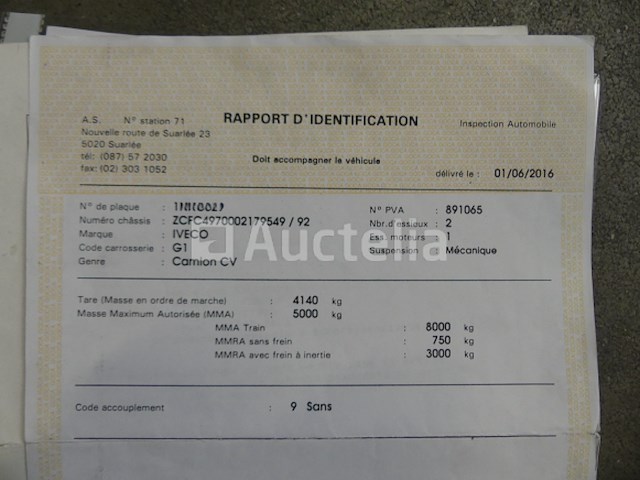 A.S. N° station 71
RAPPORT D'IDENTIFICATION
Inspection Automobile
Nouvelle route de Suarlée 23
5020 Suarlée
tél: (087) 57 2030
fax: (02) 303 1052
Doit accompagner le véhicule
délivré le : 01/06/2016
N° de plaque :
N° PVA : 891065
Numéro châssis : ZCFC4970002179549 / 92
Nbr.d'essieux : 2
Marque : IVECO
Ess. moteurs : 1
Code carrosserie : G1
Suspension : Mécanique
Genre : Camion CV
Auctelia
Tare (Masse en ordre de marche) : 4140 kg
Masse Maximum Autorisée (MMA) : 5000 kg
MMA Train : 8000 kg
MMRA sans frein : 750 kg
MMRA avec frein à inertie : 3000 kg
Code accouplement : 9 Sans